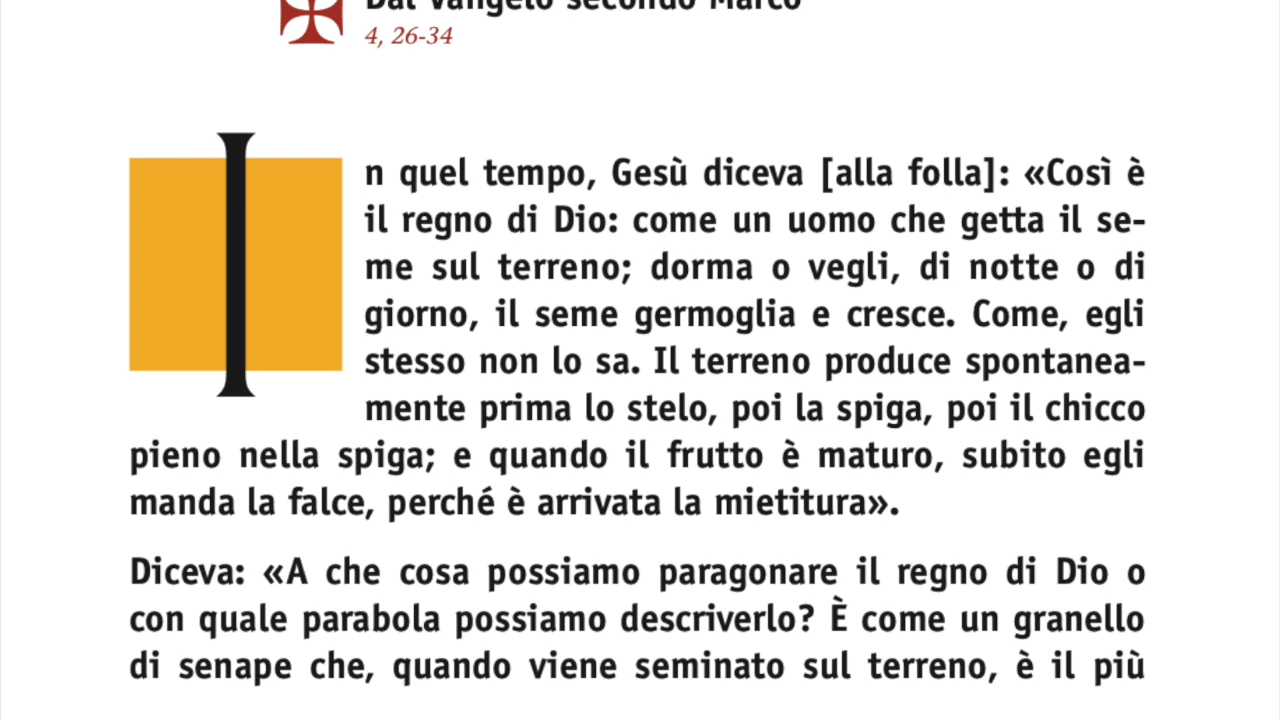 Dal Vangelo secondo Marco
4, 26-34
In quel tempo, Gesù diceva [alla folla]: «Così è
il regno di Dio: come un uomo che getta il se-
me sul terreno; dorma o vegli, di notte o di
giorno, il seme germoglia e cresce. Come, egli
stesso non lo sa. Il terreno produce spontanea-
mente prima lo stelo, poi la spiga, poi il chicco
pieno nella spiga; e quando il frutto è maturo, subito egli
manda la falce, perché è arrivata la mietitura».
Diceva: «A che cosa possiamo paragonare il regno di Dio o
con quale parabola possiamo descriverlo? È come un granello
di senape che, quando viene seminato sul terreno, è il più